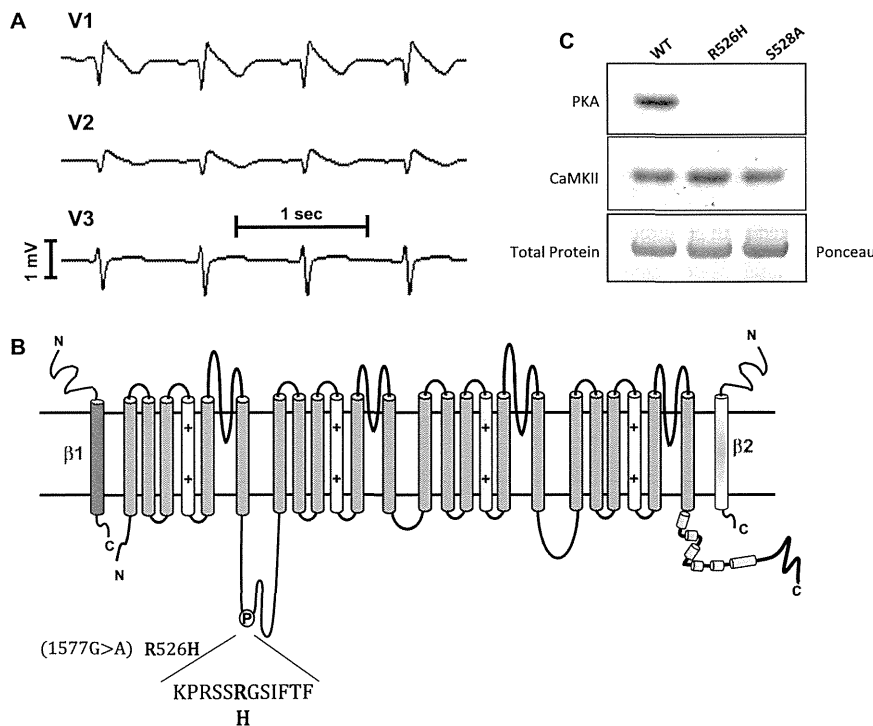 A
V1
V2
V3
1 sec
1 mV
C
WT
R526H
S528A
PKA
CaMKII
Total Protein
Ponceau
B
N
N
β1
+
+
+
+
+
+
+
+
β2
C
N
C
C
P
(1577G>A) R526H
KPRSSRGSIFTF
H